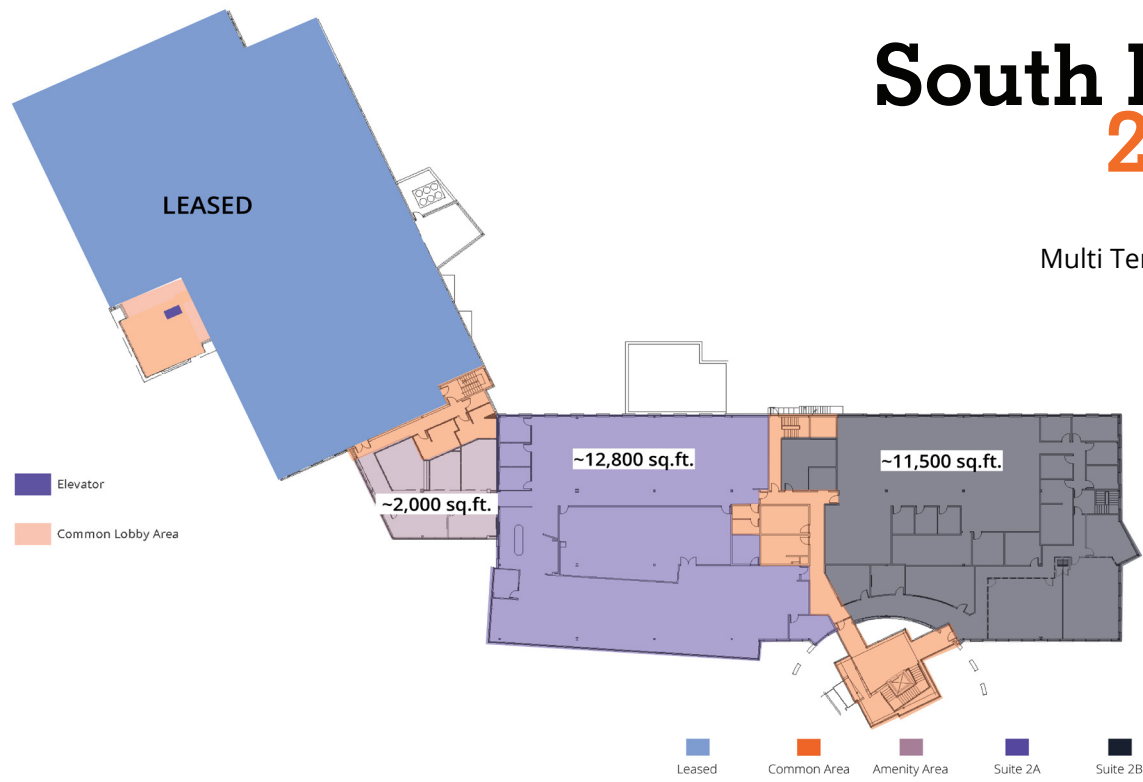 South
2
Multi
LEASED
~12,800 sq.ft.
~11,500 sq.ft.
~2,000 sq.ft.
Elevator
Common Lobby Area
Leased
Common Area
Amenity Area
Suite 2A
Suite 2B